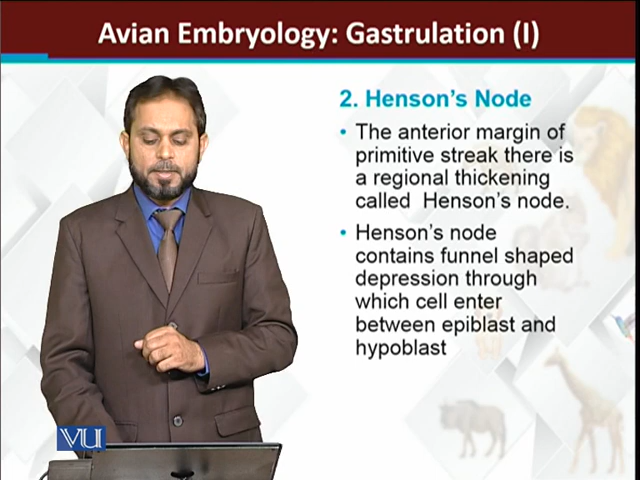 Avian Embryology: Gastrulation (I)
2. Henson's Node
• The anterior margin of
primitive streak there is
a regional thickening
called  Henson's node.
• Henson's node
contains funnel shaped
depression through
which cell enter
between epiblast and
hypoblast
VU